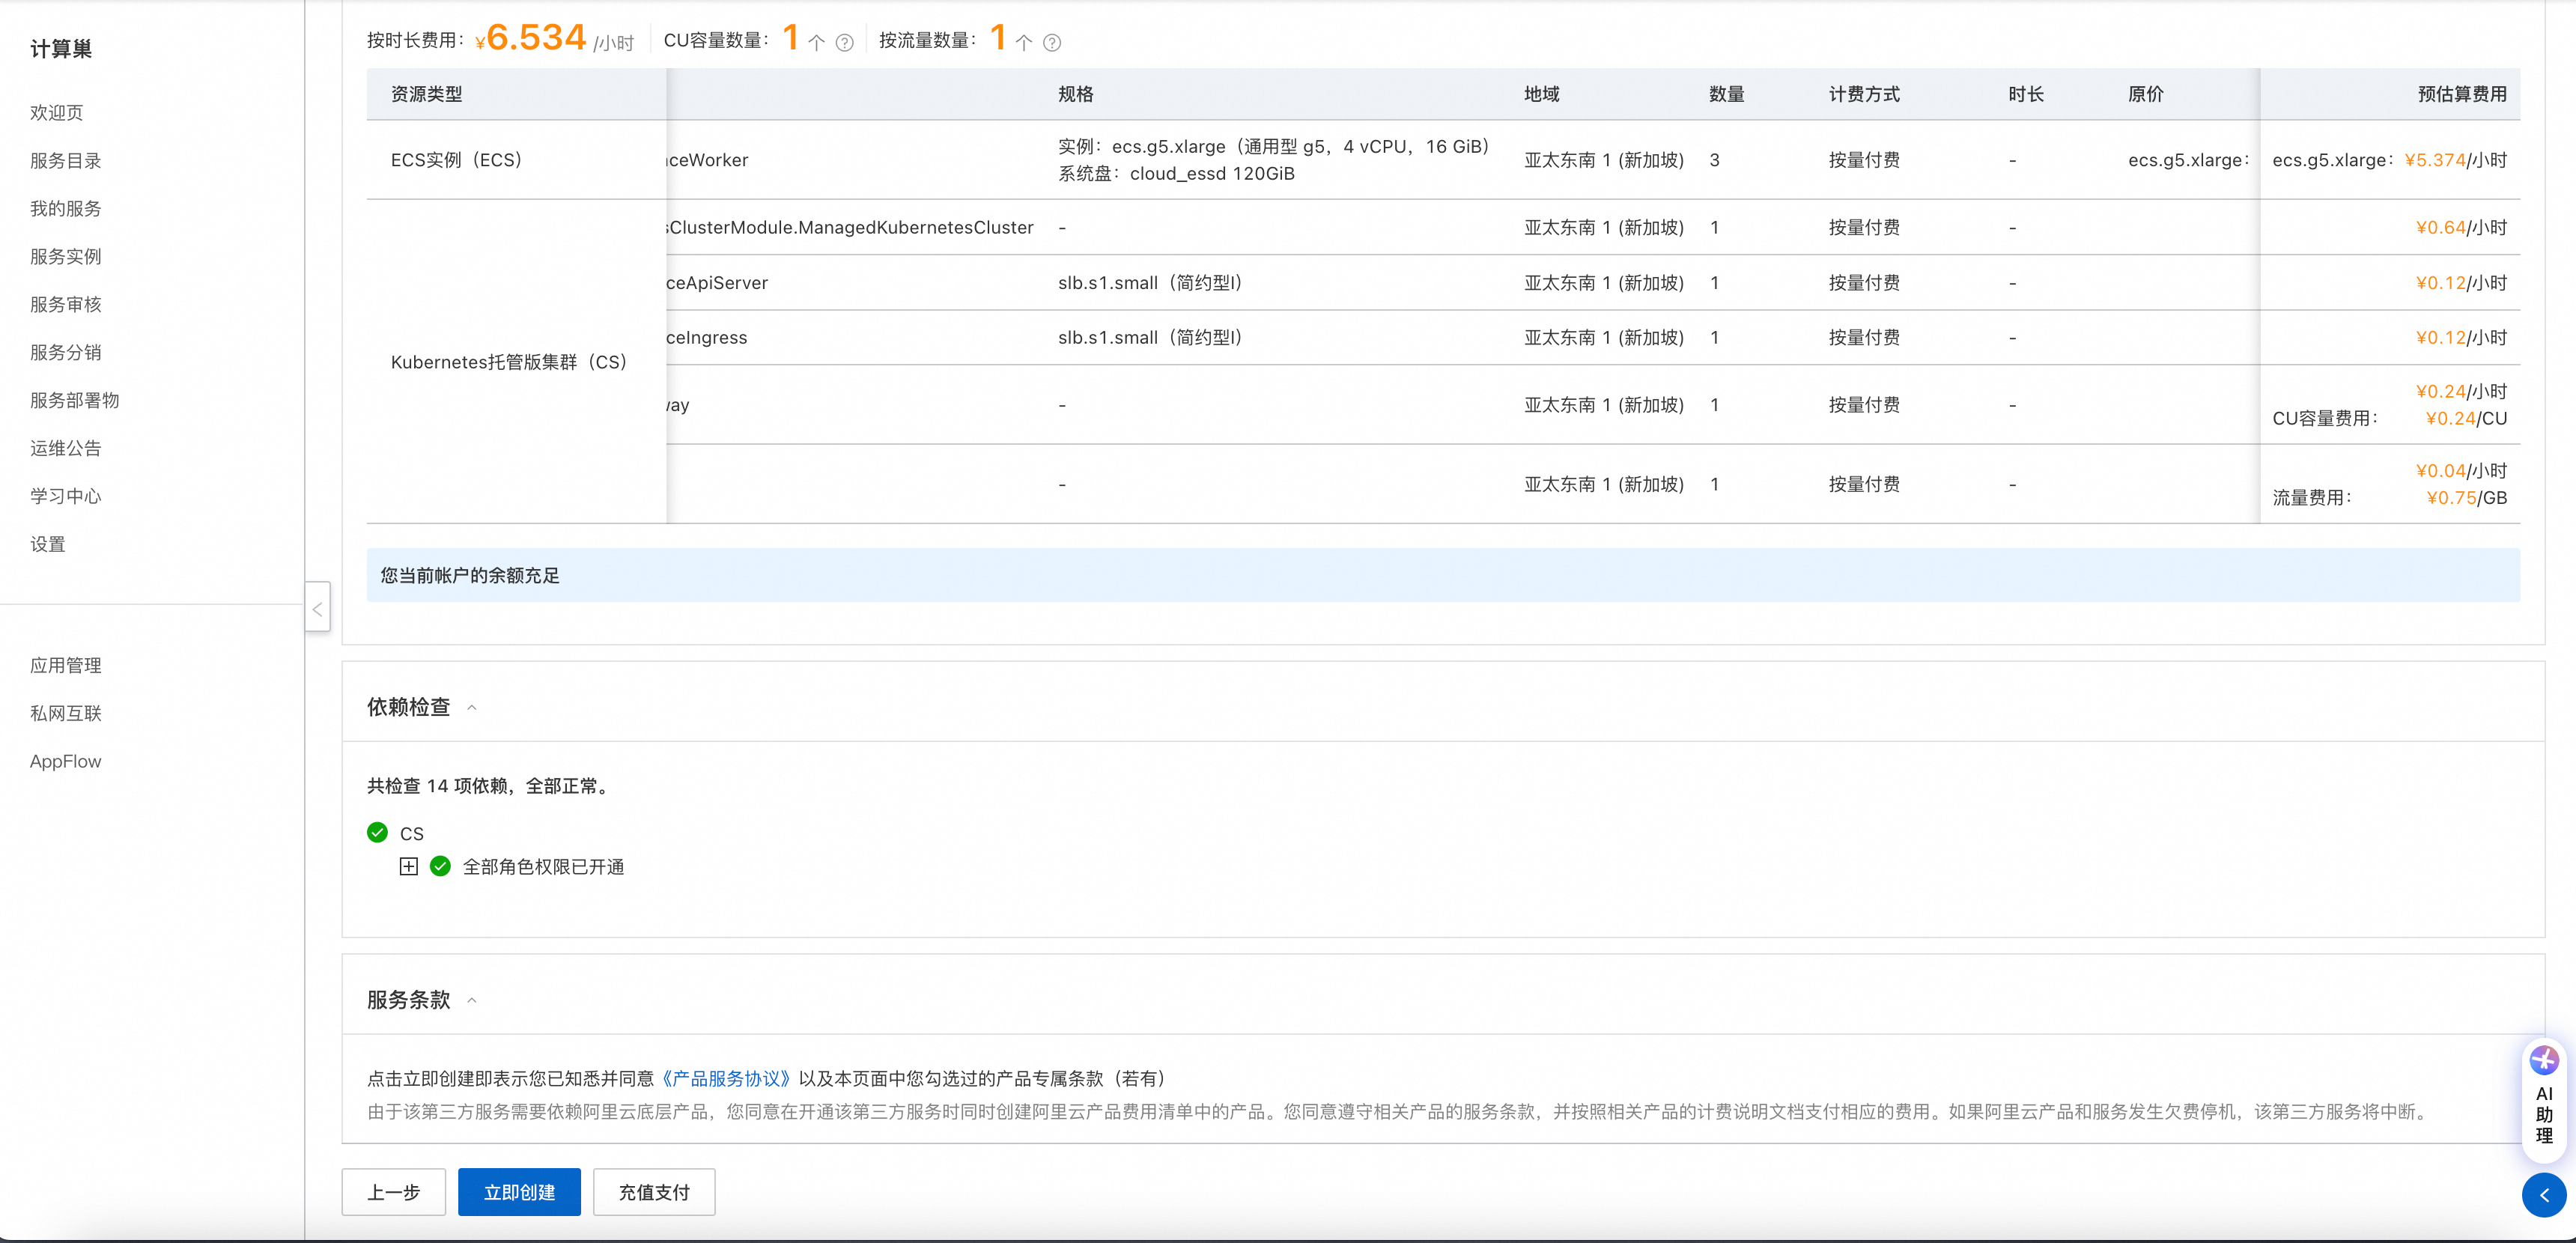 计算巢
欢迎页
服务目录
我的服务
服务实例
服务审核
服务分销
服务部署物
运维公告
学习中心
设置
应用管理
私网互联
AppFlow
按时长费用： ¥6.534 /小时 CU容量数量： 1 个 ? 按流量数量： 1 个 ?
资源类型 规格 地域 数量 计费方式 时长 原价 预估算费用
ECS实例（ECS） ceWorker 实例：ecs.g5.xlarge（通用型 g5，4 vCPU，16 GiB） 亚太东南 1 (新加坡) 3 按量付费 - ecs.g5.xlarge： ecs.g5.xlarge： ¥5.374/小时
系统盘：cloud_essd 120GiB
Kubernetes托管版集群（CS）
sClusterModule.ManagedKubernetesCluster - 亚太东南 1 (新加坡) 1 按量付费 - ¥0.64/小时
ceApiServer slb.s1.small（简约型I） 亚太东南 1 (新加坡) 1 按量付费 - ¥0.12/小时
ceIngress slb.s1.small（简约型I） 亚太东南 1 (新加坡) 1 按量付费 - ¥0.12/小时
way - 亚太东南 1 (新加坡) 1 按量付费 - ¥0.24/小时
CU容量费用： ¥0.24/CU
- 亚太东南 1 (新加坡) 1 按量付费 - ¥0.04/小时
流量费用： ¥0.75/GB
您当前帐户的余额充足
依赖检查
共检查 14 项依赖，全部正常。
CS
全部角色权限已开通
服务条款
点击立即创建即表示您已知悉并同意《产品服务协议》以及本页面中您勾选过的产品专属条款（若有）
由于该第三方服务需要依赖阿里云底层产品，您同意在开通该第三方服务时同时创建阿里云产品费用清单中的产品。您同意遵守相关产品的服务条款，并按照相关产品的计费说明文档支付相应的费用。如果阿里云产品和服务发生欠费停机，该第三方服务将中断。
上一步 立即创建 充值支付
AI
助
理